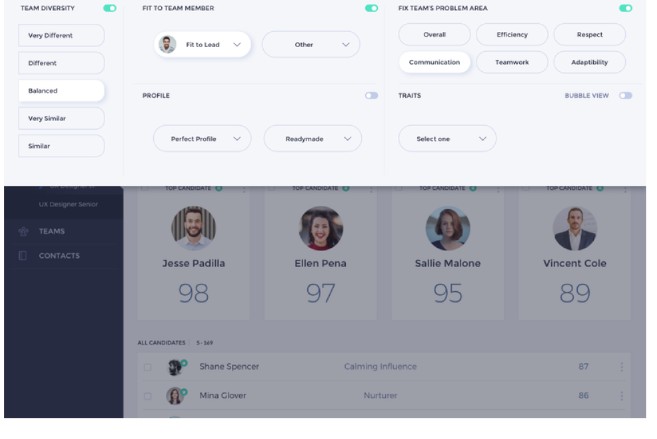 TEAM DIVERSITY
FIT TO TEAM MEMBER
FIX TEAM'S PROBLEM AREA
Very Different
Different
Balanced
Very Similar
Similar
Fit to Lead
Other
Overall
Efficiency
Respect
Communication
Teamwork
Adaptibility
PROFILE
TRAITS
BUBBLE VIEW
Perfect Profile
Readymade
Select one
UX Designer Senior
TEAMS
CONTACTS
TOP CANDIDATE
TOP CANDIDATE
TOP CANDIDATE
TOP CANDIDATE
Jesse Padilla
Ellen Pena
Sallie Malone
Vincent Cole
98
97
95
89
ALL CANDIDATES 5-569
Shane Spencer Calming Influence 87
Mina Glover Nurturer 86